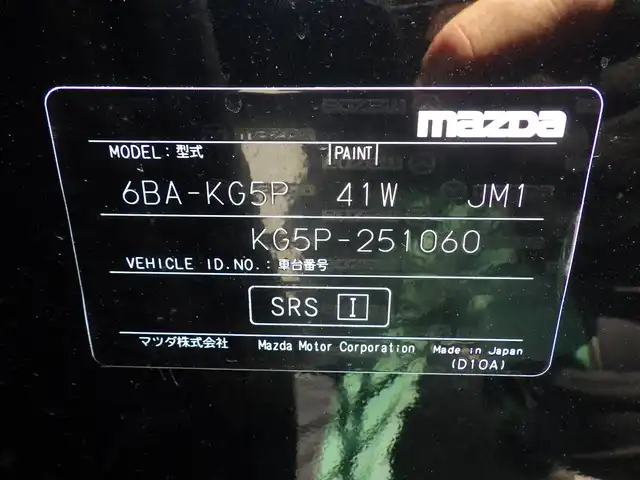 mazda
MODEL：型式 |PAINT|
6BA-KG5P 41W JM1
KG5P-251060
VEHICLE ID.NO.：車台番号
SRS I
マツダ株式会社 Mazda Motor Corporation Made in Japan
(D10A)